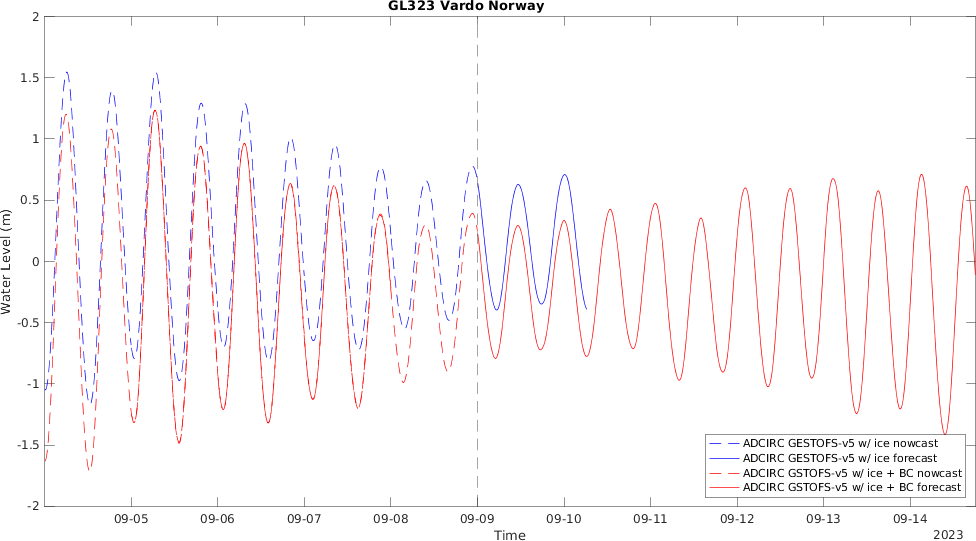 GL323 Vardo Norway
2
1.5
1
0.5
0
-0.5
-1
-1.5
-2
Water Level (m)
ADCIRC GESTOFS-v5 w/ ice nowcast
ADCIRC GESTOFS-v5 w/ ice forecast
ADCIRC GSTOFS-v5 w/ ice + BC nowcast
ADCIRC GSTOFS-v5 w/ ice + BC forecast
09-05 09-06 09-07 09-08 09-09 09-10 09-11 09-12 09-13 09-14
Time
2023